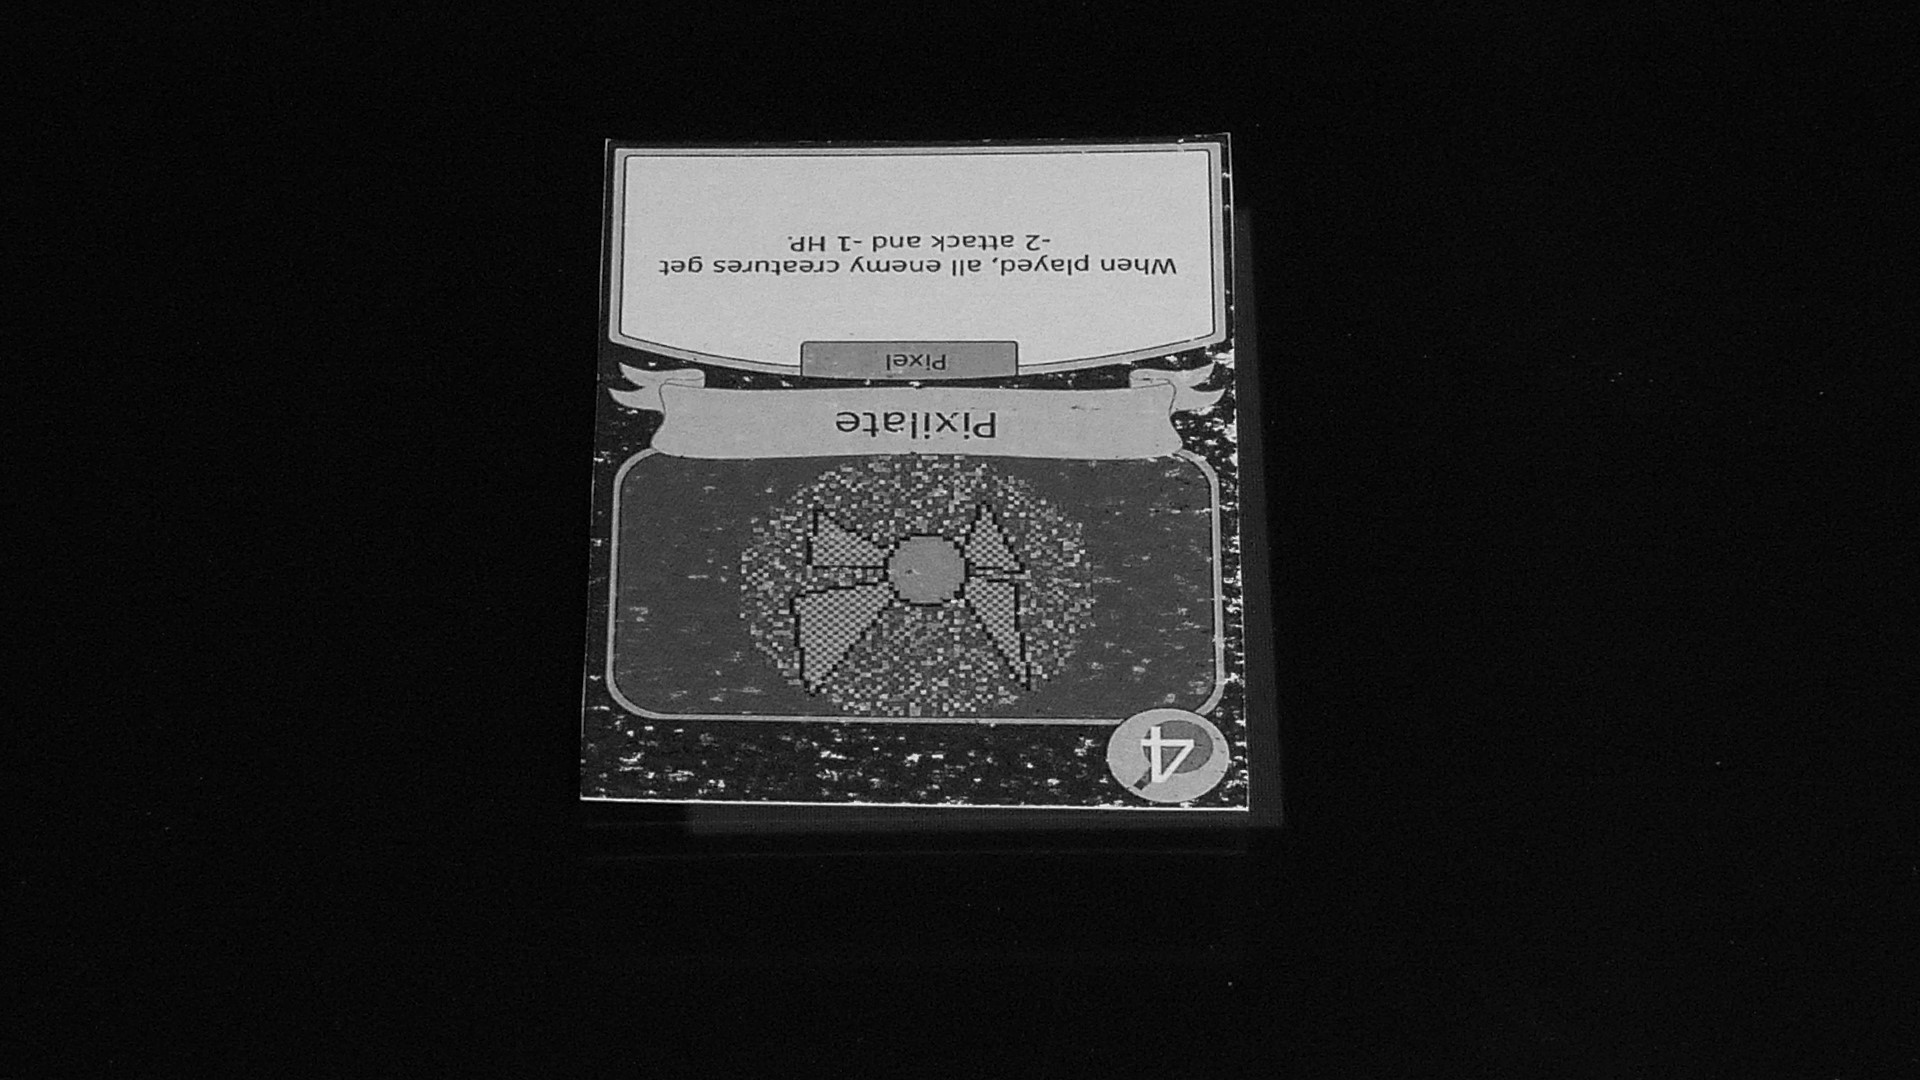 4
Pixilate
Pixel
When played, all enemy creatures get
-2 attack and -1 HP.